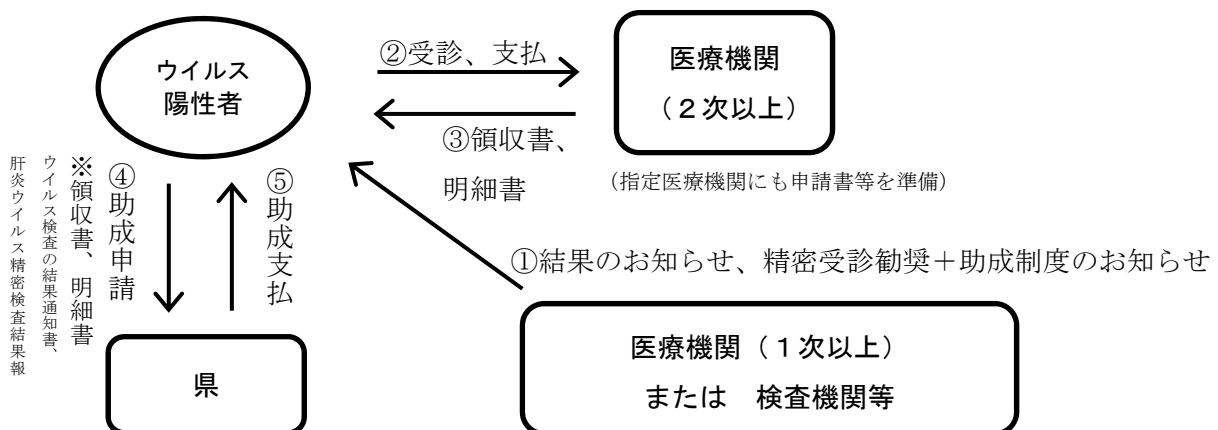 ウイルス
陽性者
②受診、支払
医療機関
(２次以上)
③領収書、
明細書
(指定医療機関にも申請書等を準備)
①結果のお知らせ、精密受診勧奨＋助成制度のお知らせ
④助成申請
※領収書、明細書
ウイルス検査の結果通知書、
肝炎ウイルス精密検査結果報
⑤助成支払
県
医療機関（１次以上）
または　検査機関等